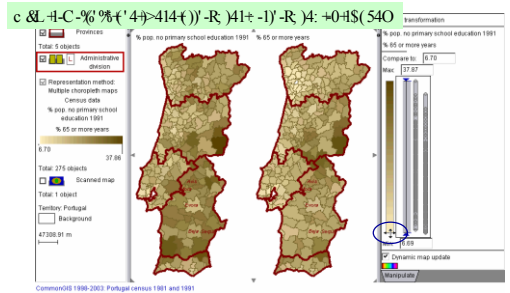 Provinces
Total: 5 objects
L Administrative
division
Representation method:
Multiple choropleth maps
Census data
% pop. no primary school
education 1991
% 65 or more years
6.70
37.86
Total: 275 objects
Scanned map
Total: 1 object
Territory: Portugal
Background
47308.91 m
% pop. no primary school education 1991
% 65 or more years
transformation
% pop. no primary school
education 1991
% 65 or more years
Compare to: 6.70
Max: 37.87
6.69
Dynamic map update
Manipulate
CommonGIS 1998-2003: Portugal census 1981 and 1991